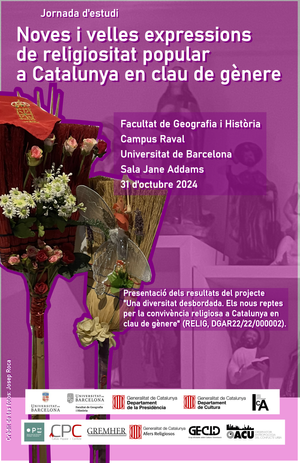 Jornada d'estudi
Noves i velles expressions
de religiositat popular
a Catalunya en clau de gènere
Facultat de Geografia i Història
Campus Raval
Universitat de Barcelona
Sala Jane Addams
31 d'octubre 2024
Presentació dels resultats del projecte
"Una diversitat desbordada. Els nous reptes
per la convivència religiosa a Catalunya en
clau de gènere" (RELIG, DGAR22/22/000002).
Josep Roca
UNIVERSITAT DE BARCELONA
UNIVERSITAT DE BARCELONA
Generalitat de Catalunya
Departament
de la Presidència
Generalitat de Catalunya
Departament
de Cultura
CPC
GREMHER
Generalitat de Catalunya
Afers Religiosos
GECID
ACU